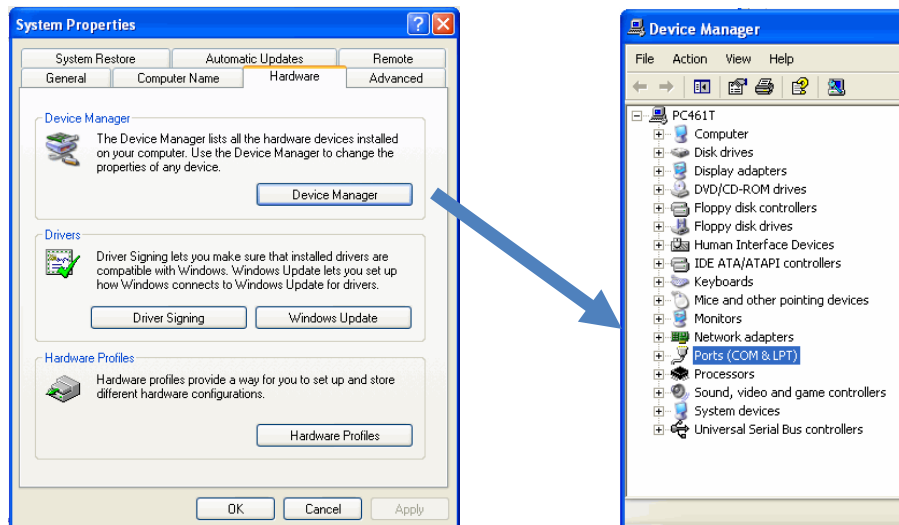 System Properties
System Restore Automatic Updates Remote
General Computer Name Hardware Advanced
Device Manager
The Device Manager lists all the hardware devices installed
on your computer. Use the Device Manager to change the
properties of any device.
Device Manager
Drivers
Driver Signing lets you make sure that installed drivers are
compatible with Windows. Windows Update lets you set up
how Windows connects to Windows Update for drivers.
Driver Signing Windows Update
Hardware Profiles
Hardware profiles provide a way for you to set up and store
different hardware configurations.
Hardware Profiles
OK Cancel Apply
Device Manager
File Action View Help
PC461T
Computer
Disk drives
Display adapters
DVD/CD-ROM drives
Floppy disk controllers
Floppy disk drives
Human Interface Devices
IDE ATA/ATAPI controllers
Keyboards
Mice and other pointing devices
Monitors
Network adapters
Ports (COM & LPT)
Processors
Sound, video and game controllers
System devices
Universal Serial Bus controllers